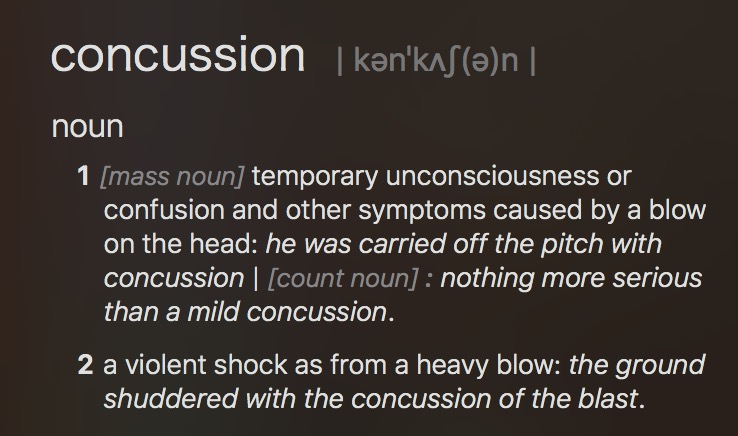 concussion | kənˈkʌʃ(ə)n |
noun
1 [mass noun] temporary unconsciousness or
confusion and other symptoms caused by a blow
on the head: he was carried off the pitch with
concussion | [count noun] : nothing more serious
than a mild concussion.
2 a violent shock as from a heavy blow: the ground
shuddered with the concussion of the blast.